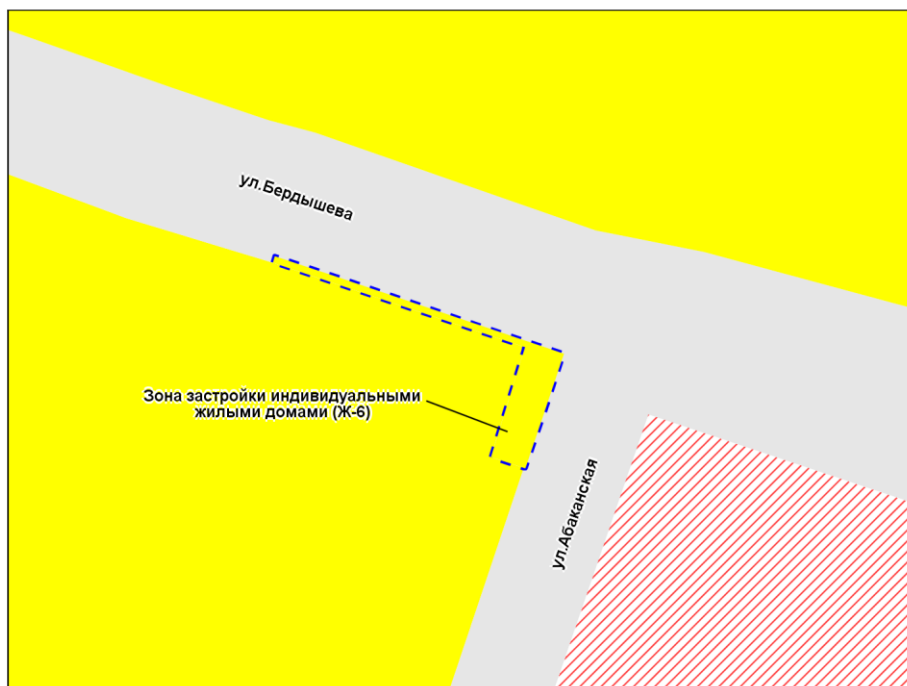 ул.Бердышева
Зона застройки индивидуальными
жилыми домами (Ж-6)
ул.Абаканская